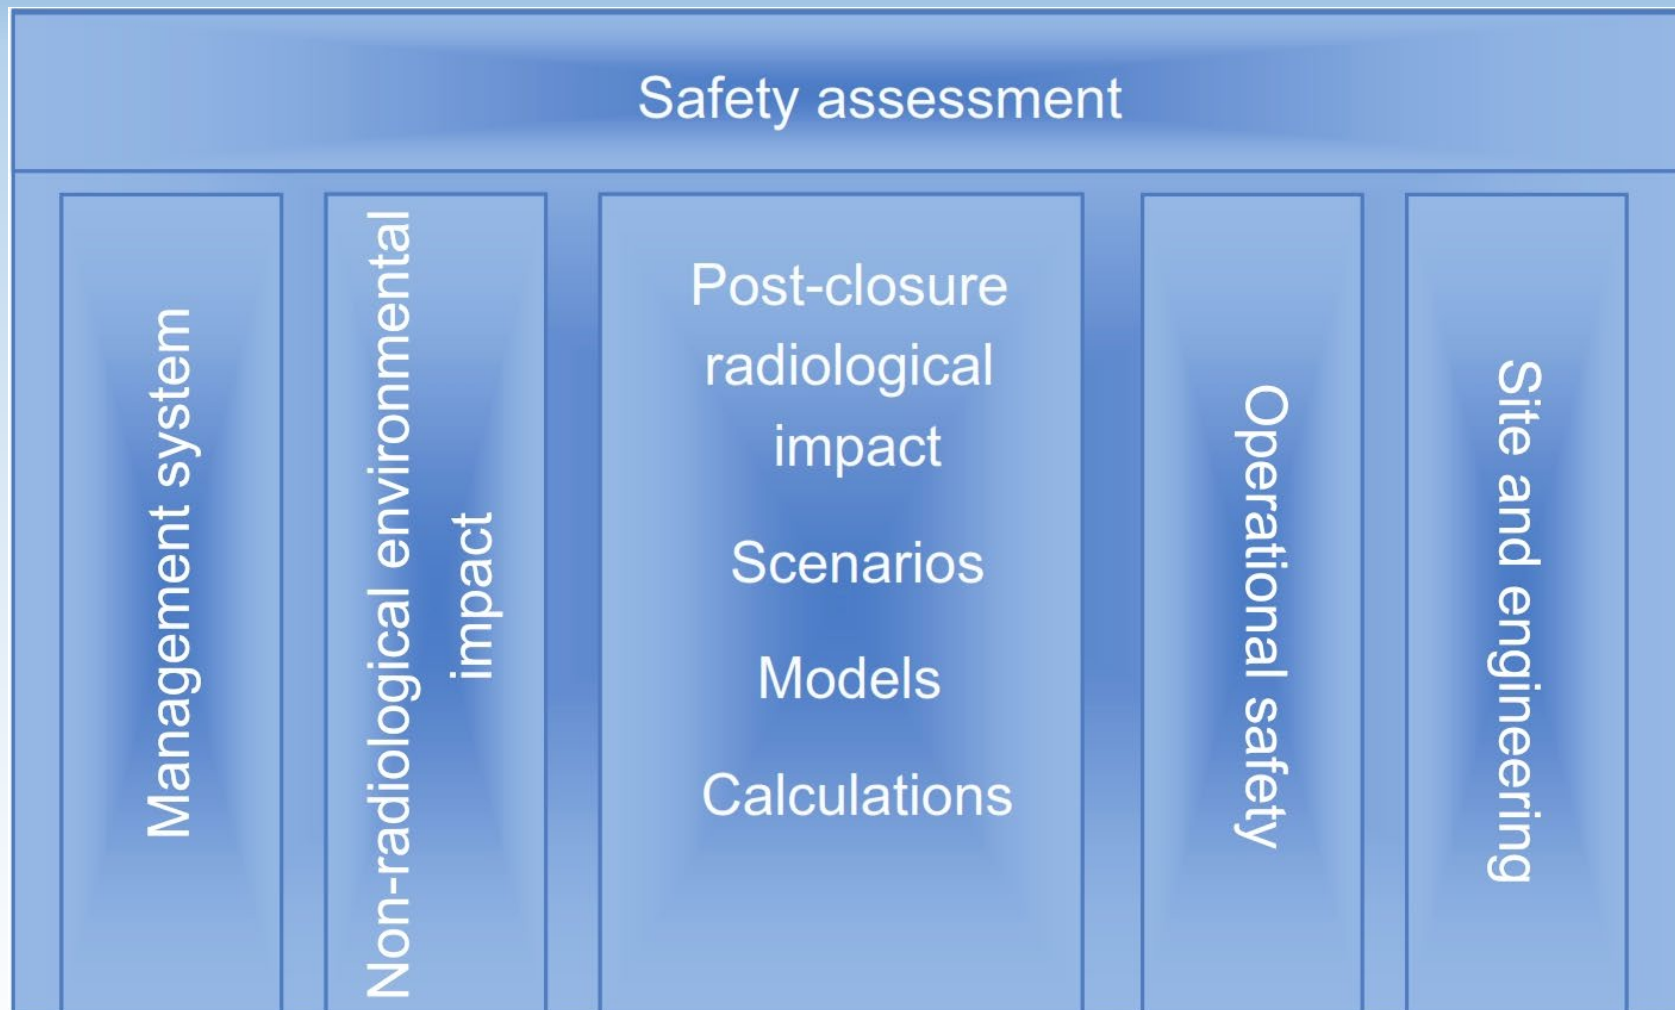 Safety assessment
Management system
Non-radiological environmental
impact
Post-closure
radiological
impact
Scenarios
Models
Calculations
Operational safety
Site and engineering